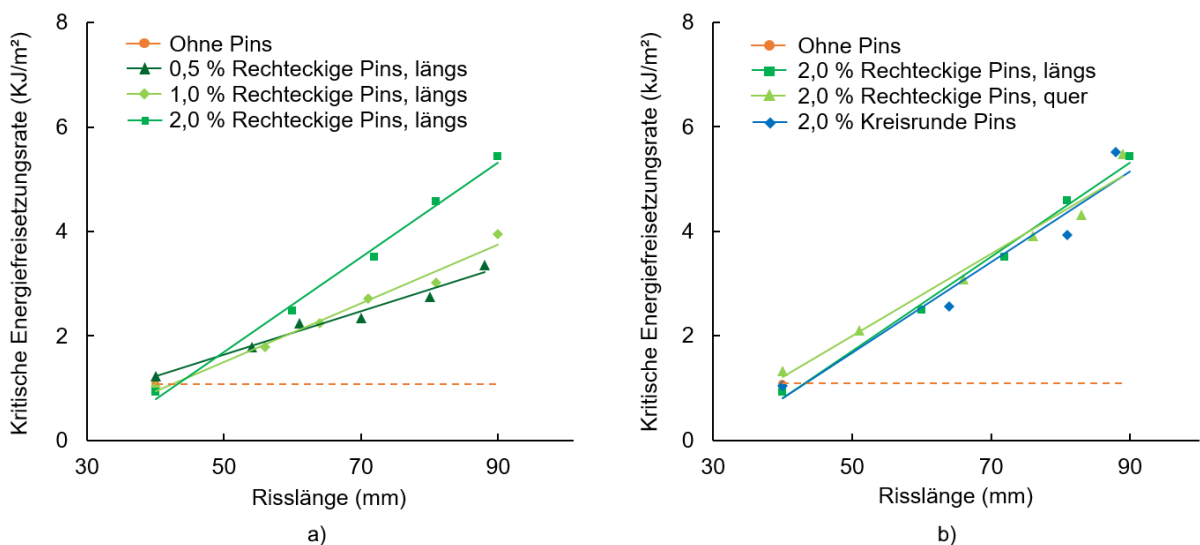 Kritische Energiefreisetzungsrate (KJ/m²)
8
6
4
2
0
Ohne Pins
0,5 % Rechteckige Pins, längs
1,0 % Rechteckige Pins, längs
2,0 % Rechteckige Pins, längs
30 50 70 90
Risslänge (mm)
a)
Kritische Energiefreisetzungsrate (kJ/m²)
8
6
4
2
0
Ohne Pins
2,0 % Rechteckige Pins, längs
2,0 % Rechteckige Pins, quer
2,0 % Kreisrunde Pins
30 50 70 90
Risslänge (mm)
b)